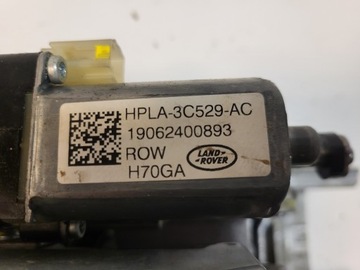 HPLA-3C529-AC
19062400893
ROW
LAND
ROVER
H70GA